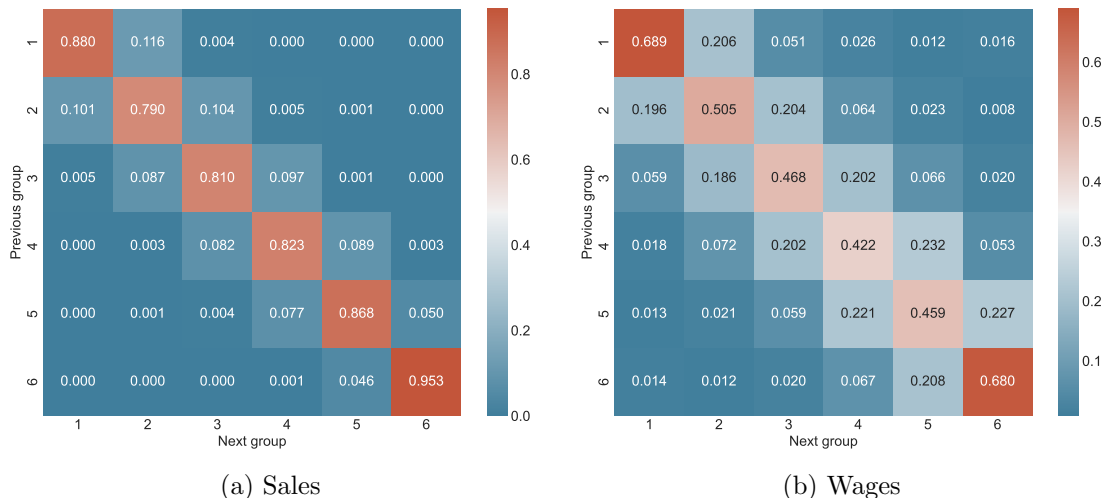 1 0.880 0.116 0.004 0.000 0.000 0.000
2 0.101 0.790 0.104 0.005 0.001 0.000
3 0.005 0.087 0.810 0.097 0.001 0.000
4 0.000 0.003 0.082 0.823 0.089 0.003
5 0.000 0.001 0.004 0.077 0.868 0.050
6 0.000 0.000 0.000 0.001 0.046 0.953
Previous group
1 2 3 4 5 6
Next group
0.8
0.6
0.4
0.2
0.0
(a) Sales
1 0.689 0.206 0.051 0.026 0.012 0.016
2 0.196 0.505 0.204 0.064 0.023 0.008
3 0.059 0.186 0.468 0.202 0.066 0.020
4 0.018 0.072 0.202 0.422 0.232 0.053
5 0.013 0.021 0.059 0.221 0.459 0.227
6 0.014 0.012 0.020 0.067 0.208 0.680
Previous group
1 2 3 4 5 6
Next group
0.6
0.5
0.4
0.3
0.2
0.1
(b) Wages